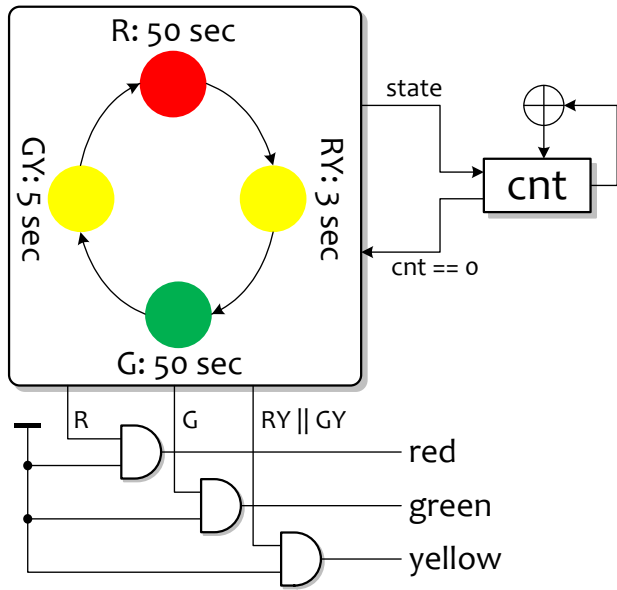 R: 50 sec
GY: 5 sec
RY: 3 sec
G: 50 sec
state
cnt
cnt == 0
R
G
RY || GY
red
green
yellow